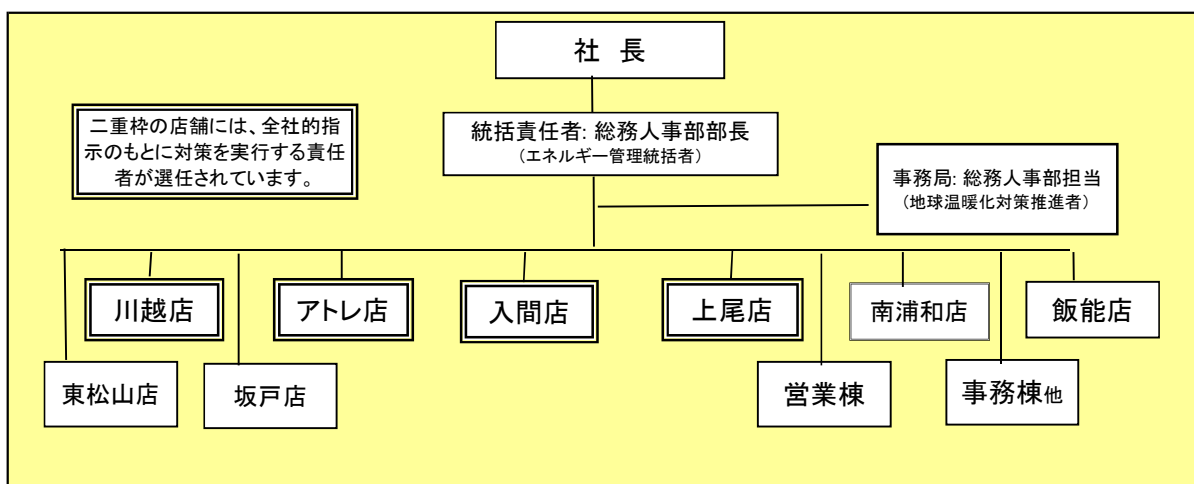 社 長
統括責任者: 総務人事部部長
（エネルギー管理統括者）
二重枠の店舗には、全社的指
示のもとに対策を実行する責任
者が選任されています。
事務局: 総務人事部担当
（地球温暖化対策推進者）
川越店
アトレ店
入間店
上尾店
南浦和店
飯能店
東松山店
坂戸店
営業棟
事務棟他